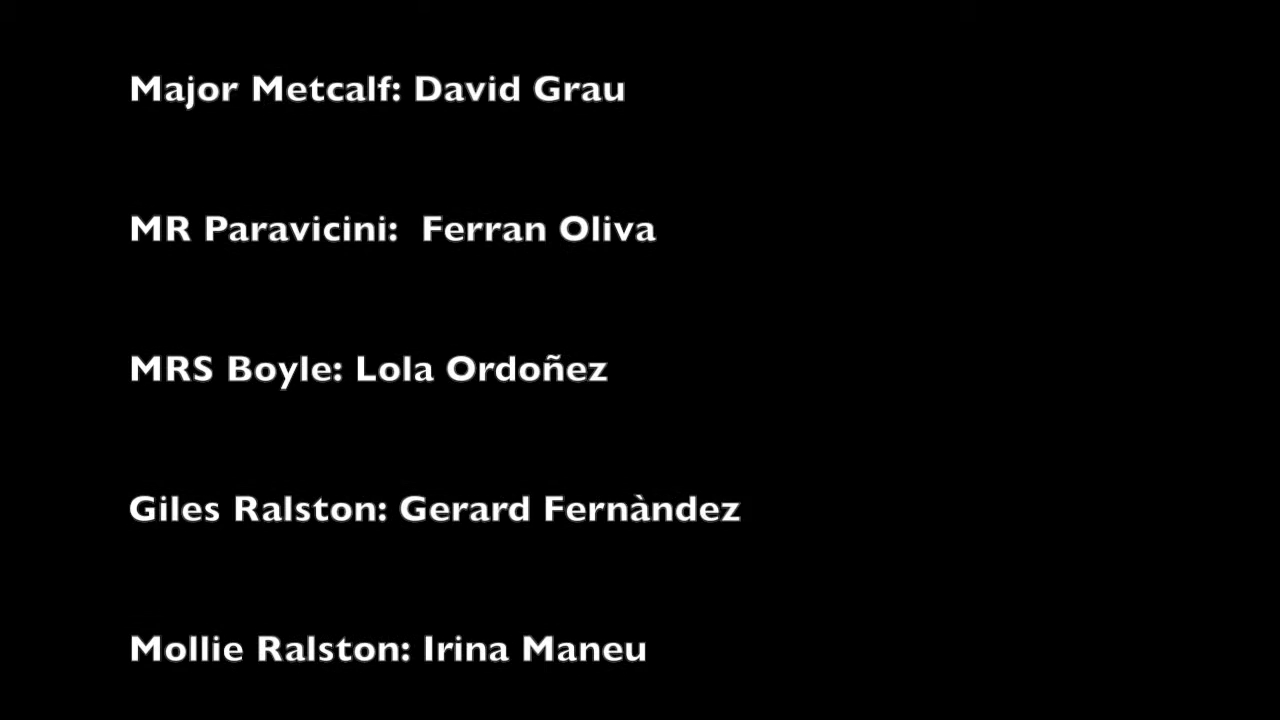 Major Metcalf: David Grau
MR Paravicini:  Ferran Oliva
MRS Boyle: Lola Ordoñez
Giles Ralston: Gerard Fernàndez
Mollie Ralston: Irina Maneu